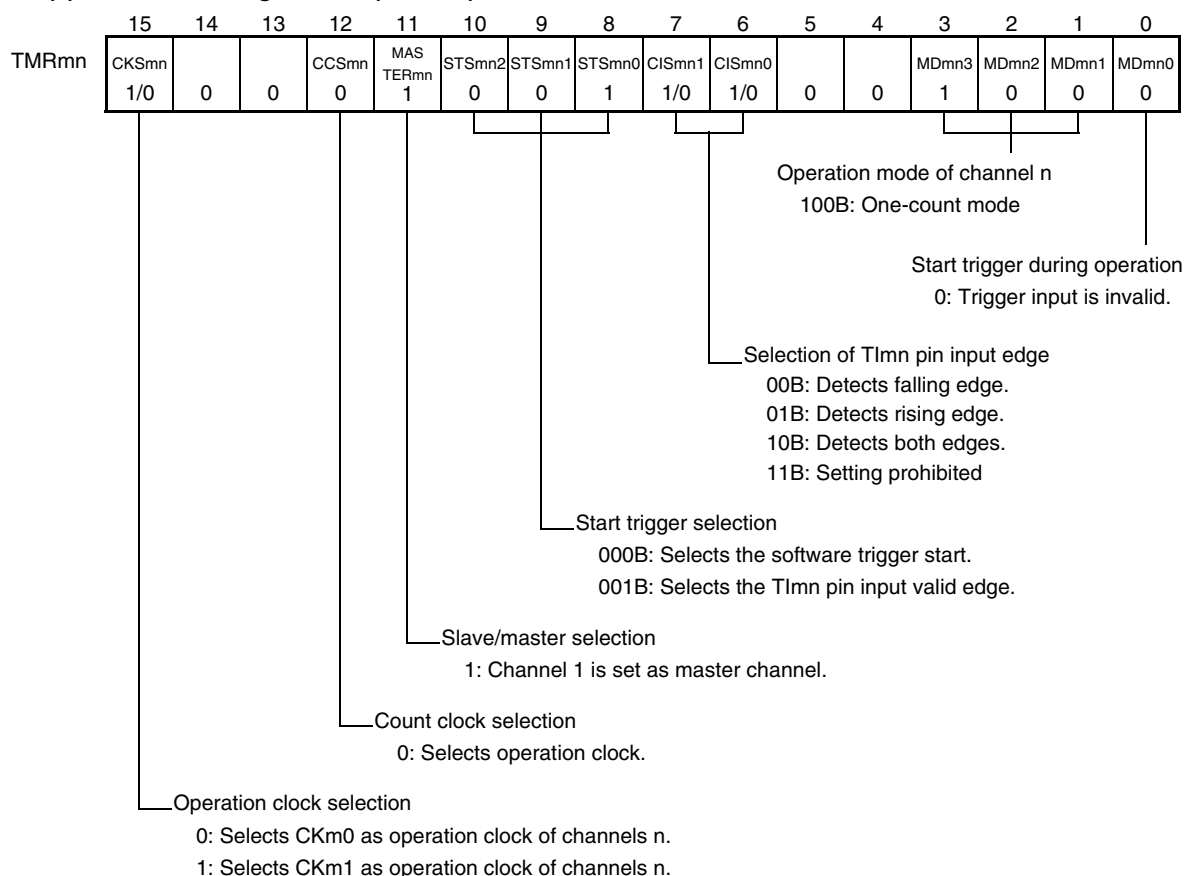 15 14 13 12 11 10 9 8 7 6 5 4 3 2 1 0
TMRmn CKSmn CCSmn MAS TERmn STSmn2 STSmn1 STSmn0 CISmn1 CISmn0 MDmn3 MDmn2 MDmn1 MDmn0
1/0 0 0 0 1 0 0 1 1/0 1/0 0 0 1 0 0 0
Operation mode of channel n
100B: One-count mode
Start trigger during operation
0: Trigger input is invalid.
Selection of TImn pin input edge
00B: Detects falling edge.
01B: Detects rising edge.
10B: Detects both edges.
11B: Setting prohibited
Start trigger selection
000B: Selects the software trigger start.
001B: Selects the TImn pin input valid edge.
Slave/master selection
1: Channel 1 is set as master channel.
Count clock selection
0: Selects operation clock.
Operation clock selection
0: Selects CKm0 as operation clock of channels n.
1: Selects CKm1 as operation clock of channels n.